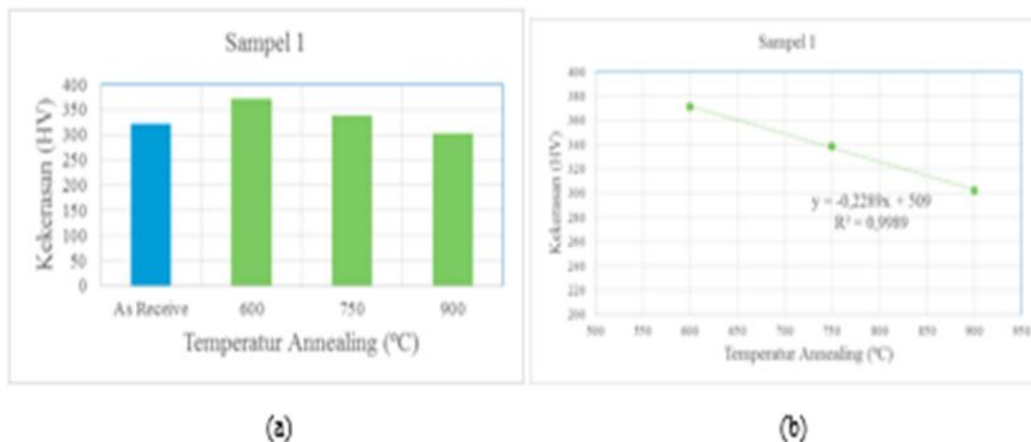 Sampel 1
400
350
300
250
200
150
100
50
0
Kekerasan (HV)
As Receive 600 750 900
Temperatur Annealing (ºC)
(a)
Sampel 1
400
380
360
340
320
300
280
260
240
220
200
Kekerasan (HV)
y = -0,2289x + 509
R² = 0,9989
500 550 600 650 700 750 800 850 900 950
Temperatur Annealing (ºC)
(b)